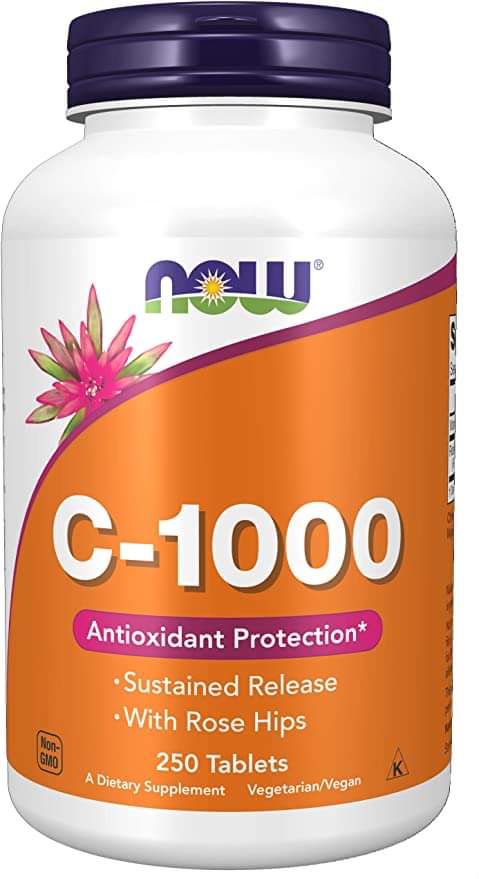 NOW®
C-1000
Antioxidant Protection*
•Sustained Release
•With Rose Hips
Non-
GMO
250 Tablets
A Dietary Supplement Vegetarian/Vegan
K